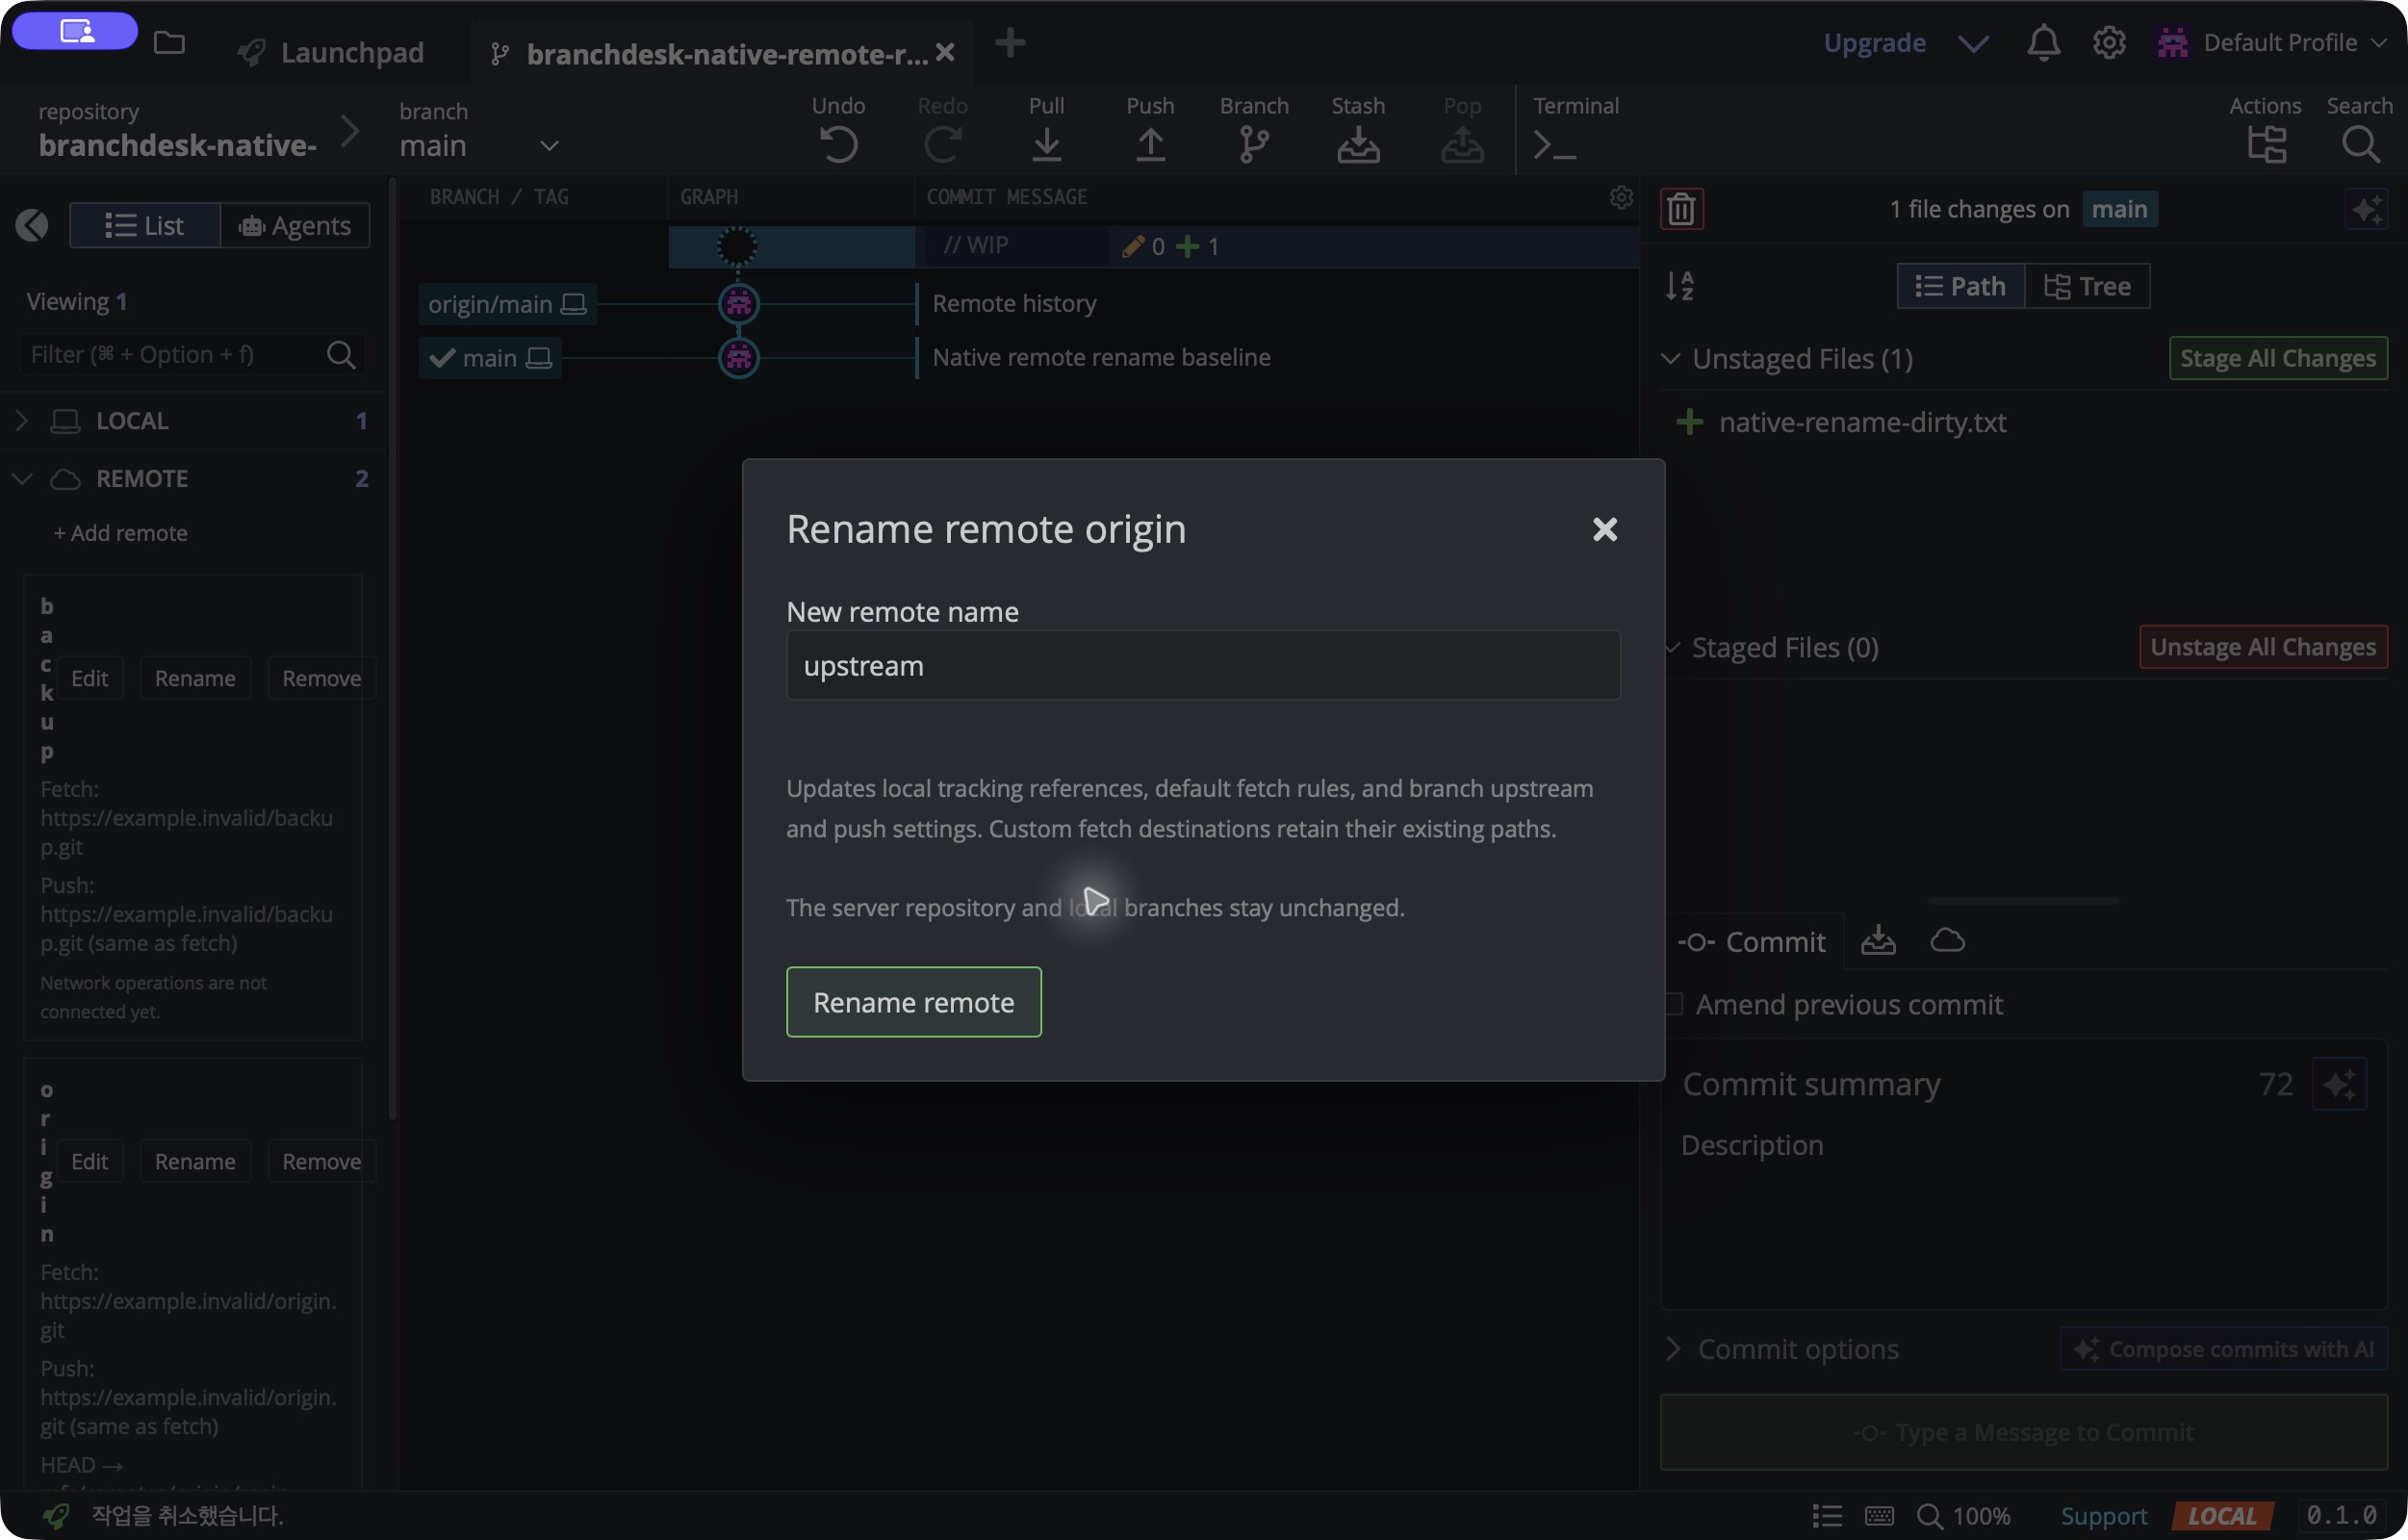 Launchpad
branchdesk-native-remote-r...
Upgrade
Default Profile
repository
branchdesk-native-
branch
main
Undo
Redo
Pull
Push
Branch
Stash
Pop
Terminal
Actions
Search
List
Agents
Viewing 1
Filter (⌘ + Option + f)
LOCAL 1
REMOTE 2
+ Add remote
backup
Edit
Rename
Remove
Fetch:
https://example.invalid/backu
p.git
Push:
https://example.invalid/backu
p.git (same as fetch)
Network operations are not
connected yet.
origin
Edit
Rename
Remove
Fetch:
https://example.invalid/origin.
git
Push:
https://example.invalid/origin.
git (same as fetch)
HEAD →
BRANCH / TAG
GRAPH
COMMIT MESSAGE
// WIP
0
1
origin/main
Remote history
main
Native remote rename baseline
Rename remote origin
New remote name
upstream
Updates local tracking references, default fetch rules, and branch upstream
and push settings. Custom fetch destinations retain their existing paths.
The server repository and local branches stay unchanged.
Rename remote
1 file changes on main
Path
Tree
Unstaged Files (1)
Stage All Changes
native-rename-dirty.txt
Staged Files (0)
Unstage All Changes
Commit
Amend previous commit
Commit summary
72
Description
Commit options
Compose commits with AI
Type a Message to Commit
작업을 취소했습니다.
100%
Support
LOCAL
0.1.0